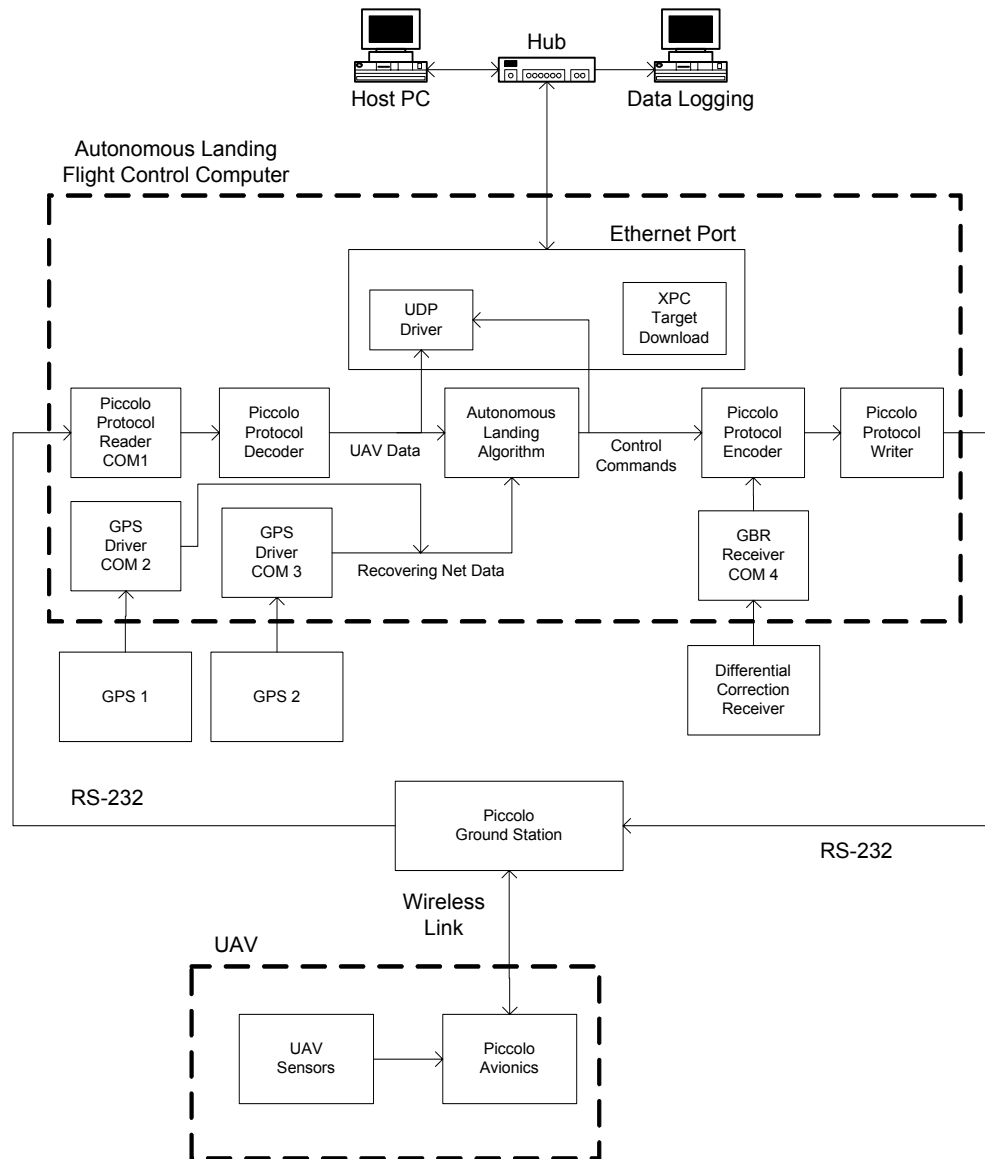 Hub
Host PC
Data Logging
Autonomous Landing
Flight Control Computer
Ethernet Port
UDP
Driver
XPC
Target
Download
Piccolo
Protocol
Reader
COM1
Piccolo
Protocol
Decoder
UAV Data
Autonomous
Landing
Algorithm
Control
Commands
Piccolo
Protocol
Encoder
Piccolo
Protocol
Writer
GPS
Driver
COM 2
GPS
Driver
COM 3
Recovering Net Data
GBR
Receiver
COM 4
GPS 1
GPS 2
Differential
Correction
Receiver
RS-232
Piccolo
Ground Station
RS-232
Wireless
Link
UAV
UAV
Sensors
Piccolo
Avionics